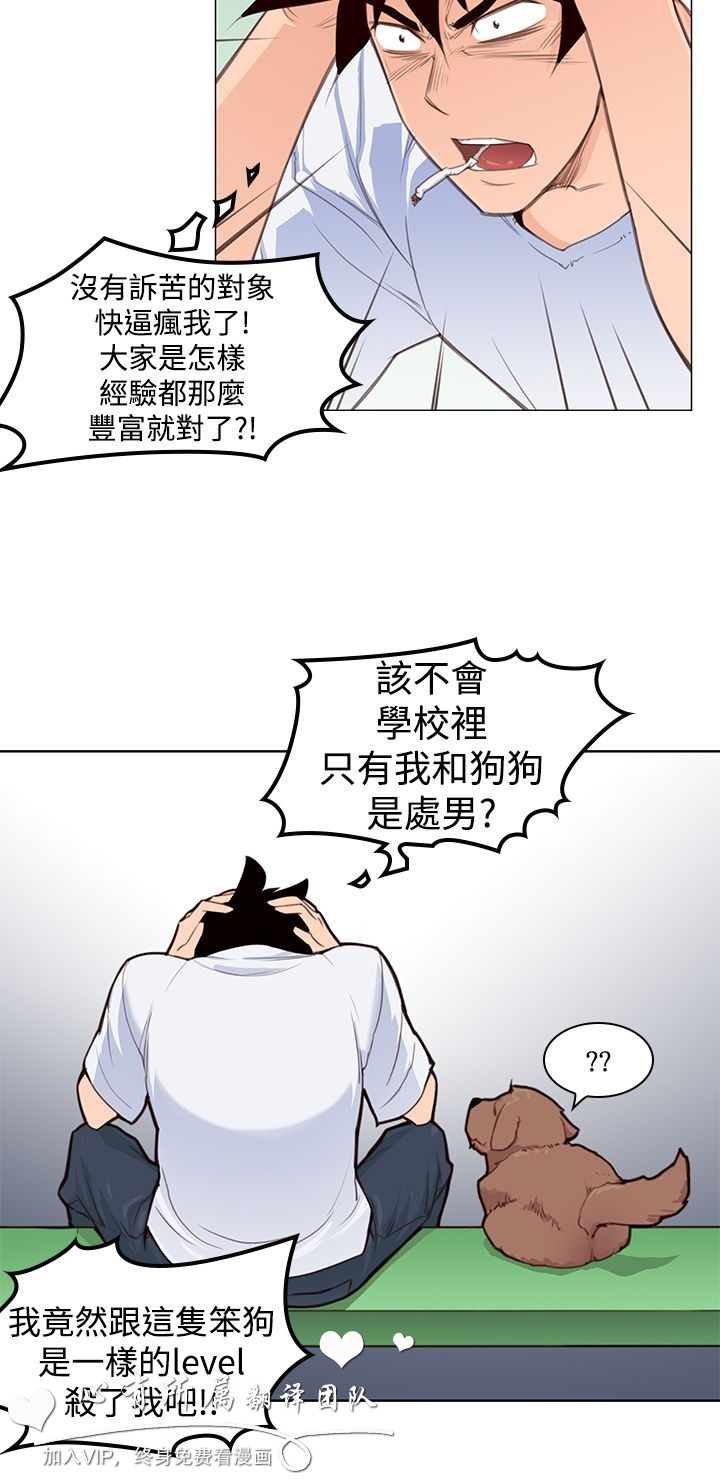 沒有訴苦的對象
快逼瘋我了!
大家是怎樣
經驗都那麼
豐富就對了?!
該不會
學校裡
只有我和狗狗
是處男?
??
我竟然跟這隻笨狗
是一樣的level
殺了我吧!!
心有所属翻译团队
加入VIP，终身免费看漫画